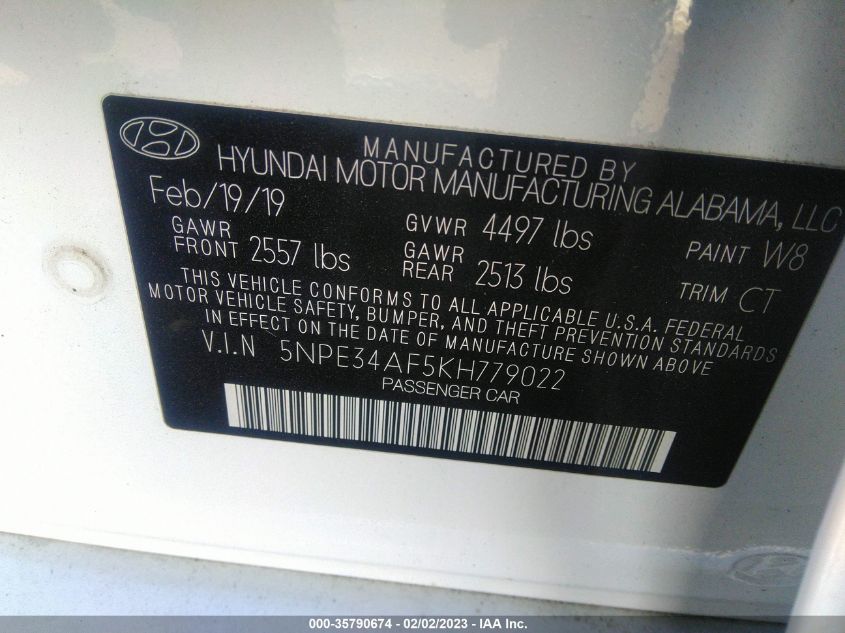 MANUFACTURED BY
HYUNDAI MOTOR MANUFACTURING ALABAMA, LLC
Feb/19/19
GAWR FRONT 2557 lbs
GVWR 4497 lbs
GAWR REAR 2513 lbs
PAINT W8
TRIM CT
THIS VEHICLE CONFORMS TO ALL APPLICABLE U.S.A. FEDERAL
MOTOR VEHICLE SAFETY, BUMPER, AND THEFT PREVENTION STANDARDS
IN EFFECT ON THE DATE OF MANUFACTURE SHOWN ABOVE
V.I.N 5NPE34AF5KH779022
PASSENGER CAR
000-35790674 - 02/02/2023 - IAA Inc.